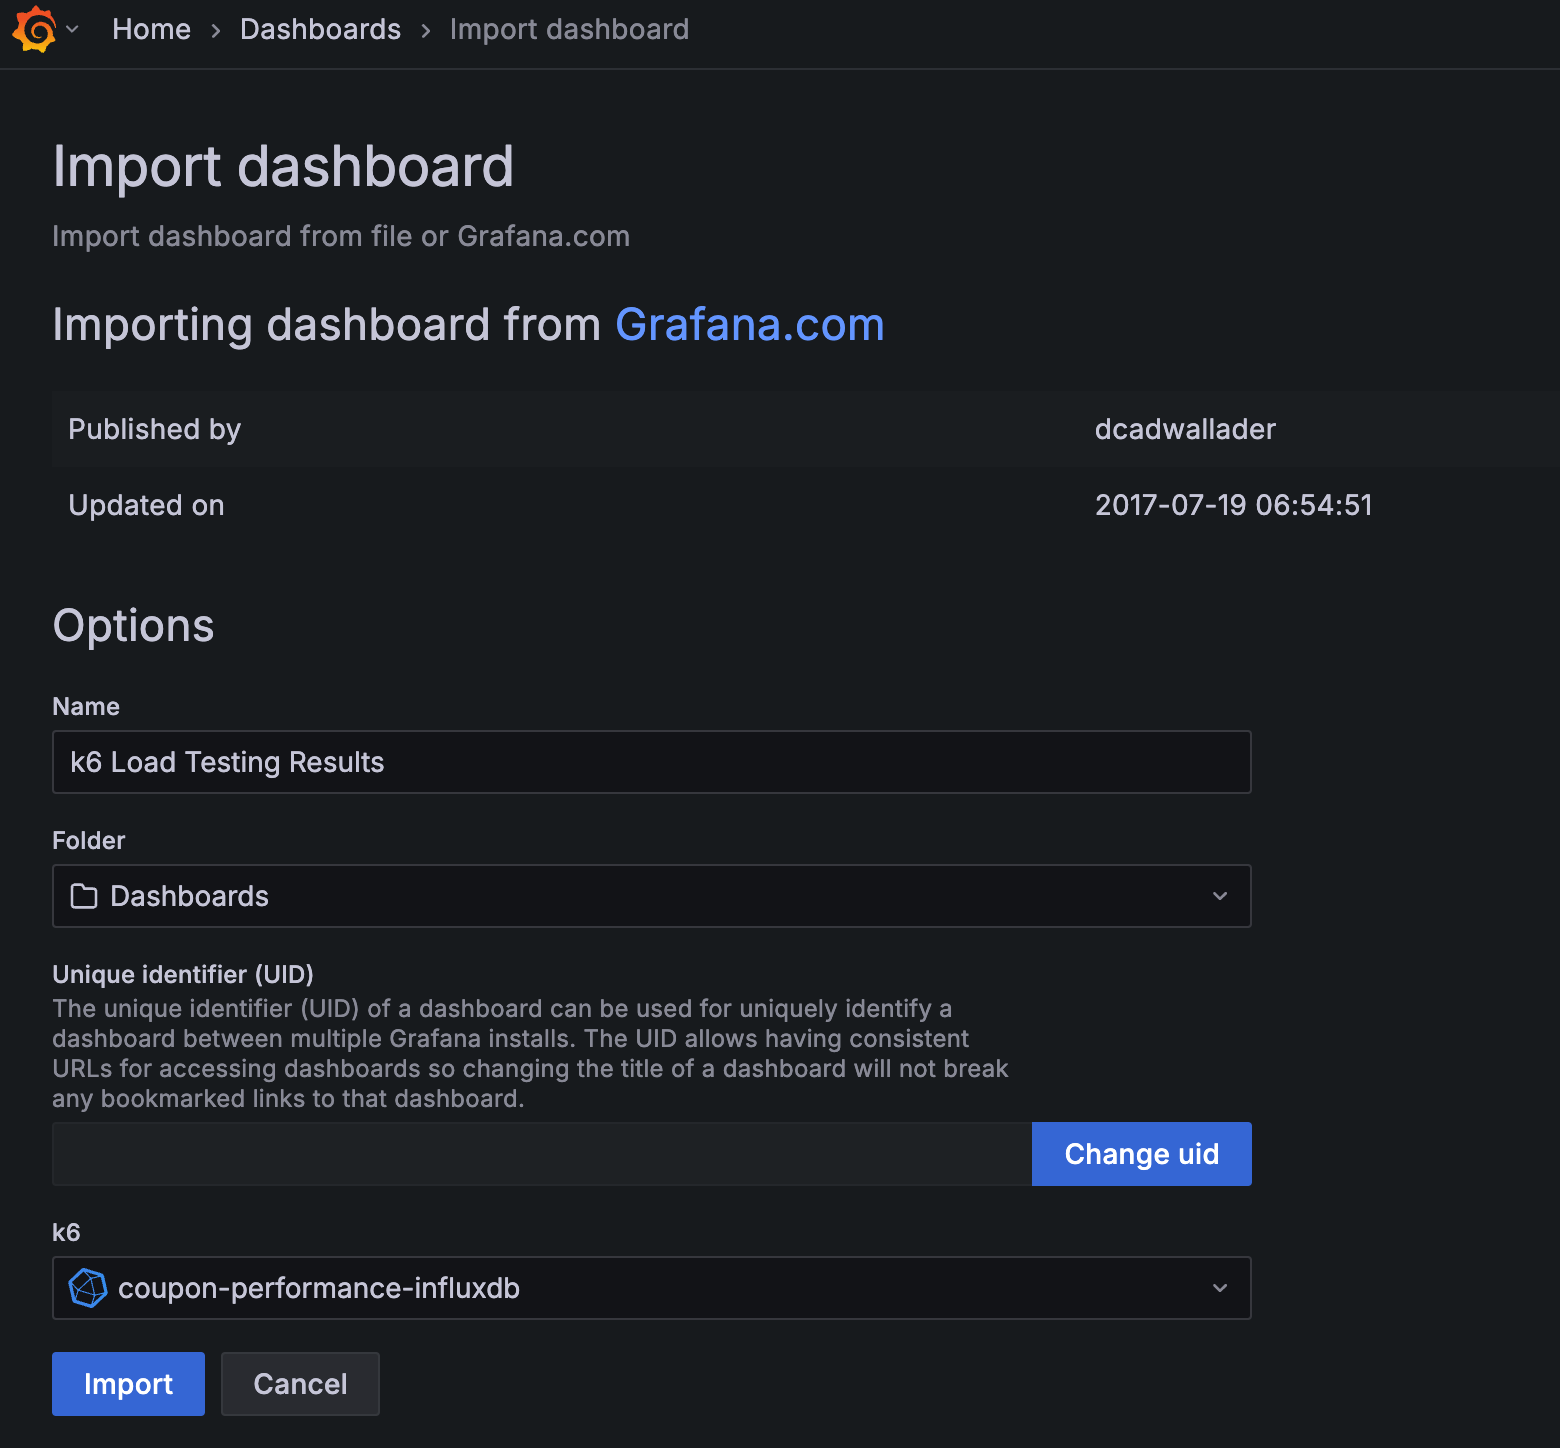 Home > Dashboards > Import dashboard
Import dashboard
Import dashboard from file or Grafana.com
Importing dashboard from Grafana.com
Published by dcadwallader
Updated on 2017-07-19 06:54:51
Options
Name
k6 Load Testing Results
Folder
Dashboards
Unique identifier (UID)
The unique identifier (UID) of a dashboard can be used for uniquely identify a
dashboard between multiple Grafana installs. The UID allows having consistent
URLs for accessing dashboards so changing the title of a dashboard will not break
any bookmarked links to that dashboard.
Change uid
k6
coupon-performance-influxdb
Import Cancel